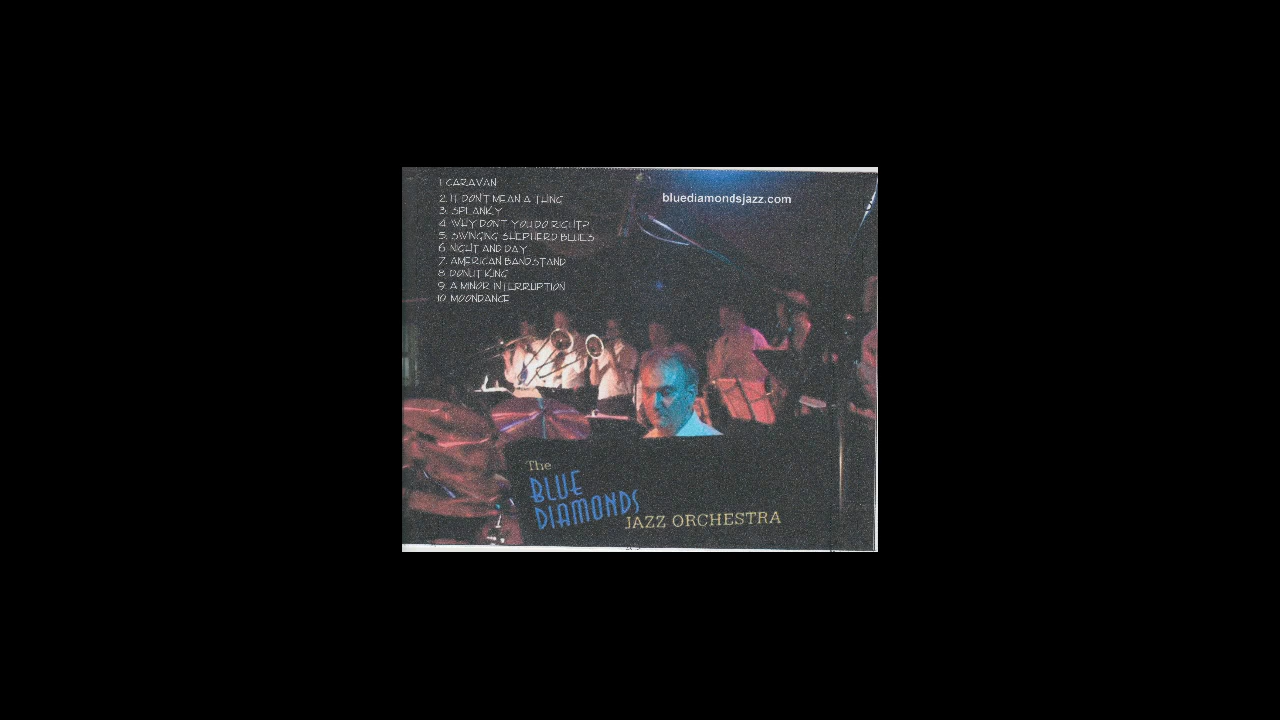 1. CARAVAN
2. IT DON'T MEAN A THING
3. SPLANKY
4. WHY DON'T YOU DO RIGHT?
5. SWINGING SHEPHERD BLUES
6. NIGHT AND DAY
7. AMERICAN BANDSTAND
8. DONUT KING
9. A MINOR INTERRUPTION
10. MOONDANCE
bluediamondsjazz.com
The
BLUE
DIAMONDS
JAZZ ORCHESTRA